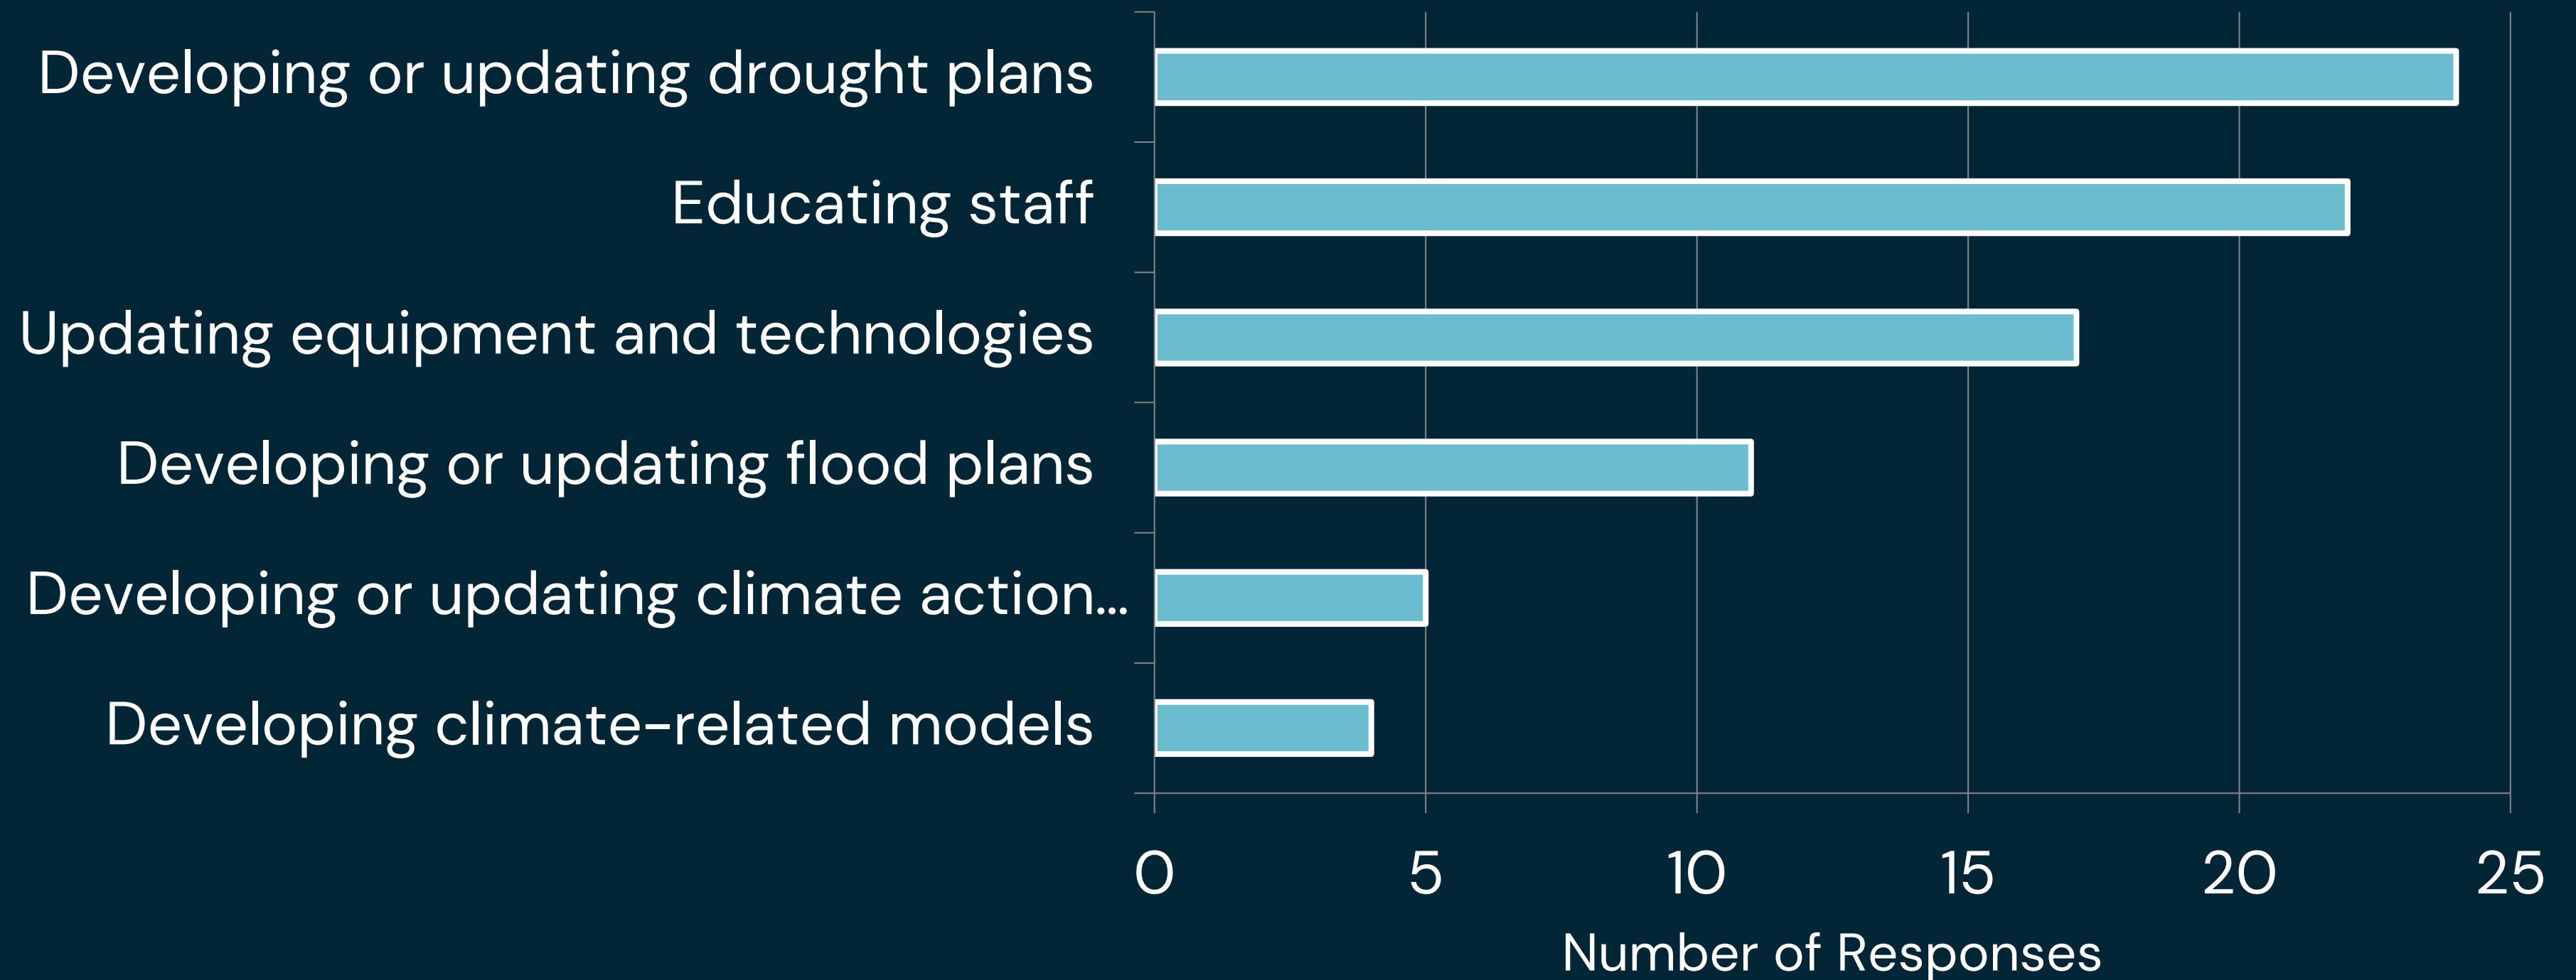 Developing or updating drought plans
Educating staff
Updating equipment and technologies
Developing or updating flood plans
Developing or updating climate action...
Developing climate-related models
0 5 10 15 20 25
Number of Responses